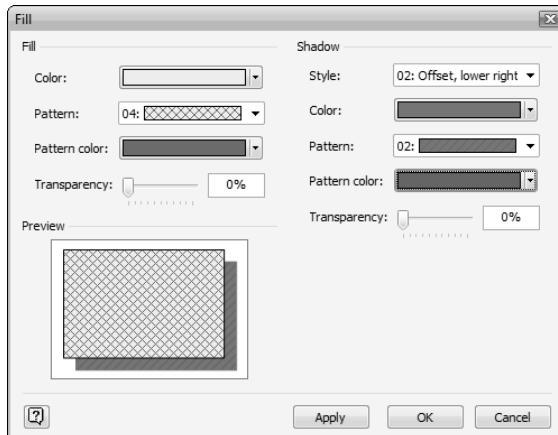 Fill
Fill
Color:
Pattern: 04:
Pattern color:
Transparency: 0%
Preview
Shadow
Style: 02: Offset, lower right
Color:
Pattern: 02:
Pattern color:
Transparency: 0%
?
Apply OK Cancel